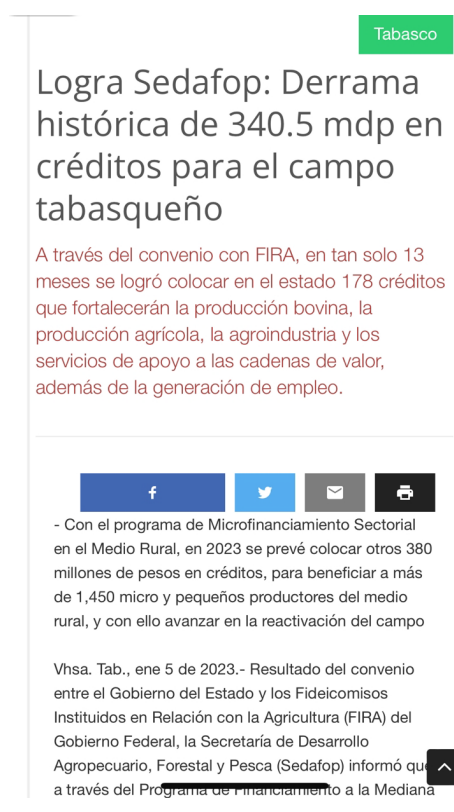 Tabasco
Logra Sedafop: Derrama
histórica de 340.5 mdp en
créditos para el campo
tabasqueño
A través del convenio con FIRA, en tan solo 13
meses se logró colocar en el estado 178 créditos
que fortalecerán la producción bovina, la
producción agrícola, la agroindustria y los
servicios de apoyo a las cadenas de valor,
además de la generación de empleo.
- Con el programa de Microfinanciamiento Sectorial
en el Medio Rural, en 2023 se prevé colocar otros 380
millones de pesos en créditos, para beneficiar a más
de 1,450 micro y pequeños productores del medio
rural, y con ello avanzar en la reactivación del campo
Vhsa. Tab., ene 5 de 2023.- Resultado del convenio
entre el Gobierno del Estado y los Fideicomisos
Instituidos en Relación con la Agricultura (FIRA) del
Gobierno Federal, la Secretaría de Desarrollo
Agropecuario, Forestal y Pesca (Sedafop) informó que
a través del Programa de Financiamiento a la Mediana